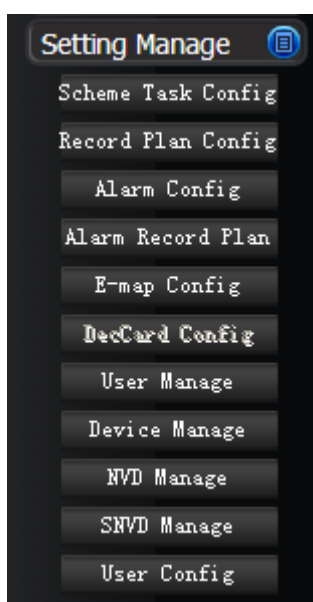 Setting Manage
Scheme Task Config
Record Plan Config
Alarm Config
Alarm Record Plan
E-map Config
DecCard Config
User Manage
Device Manage
NVD Manage
SNVD Manage
User Config